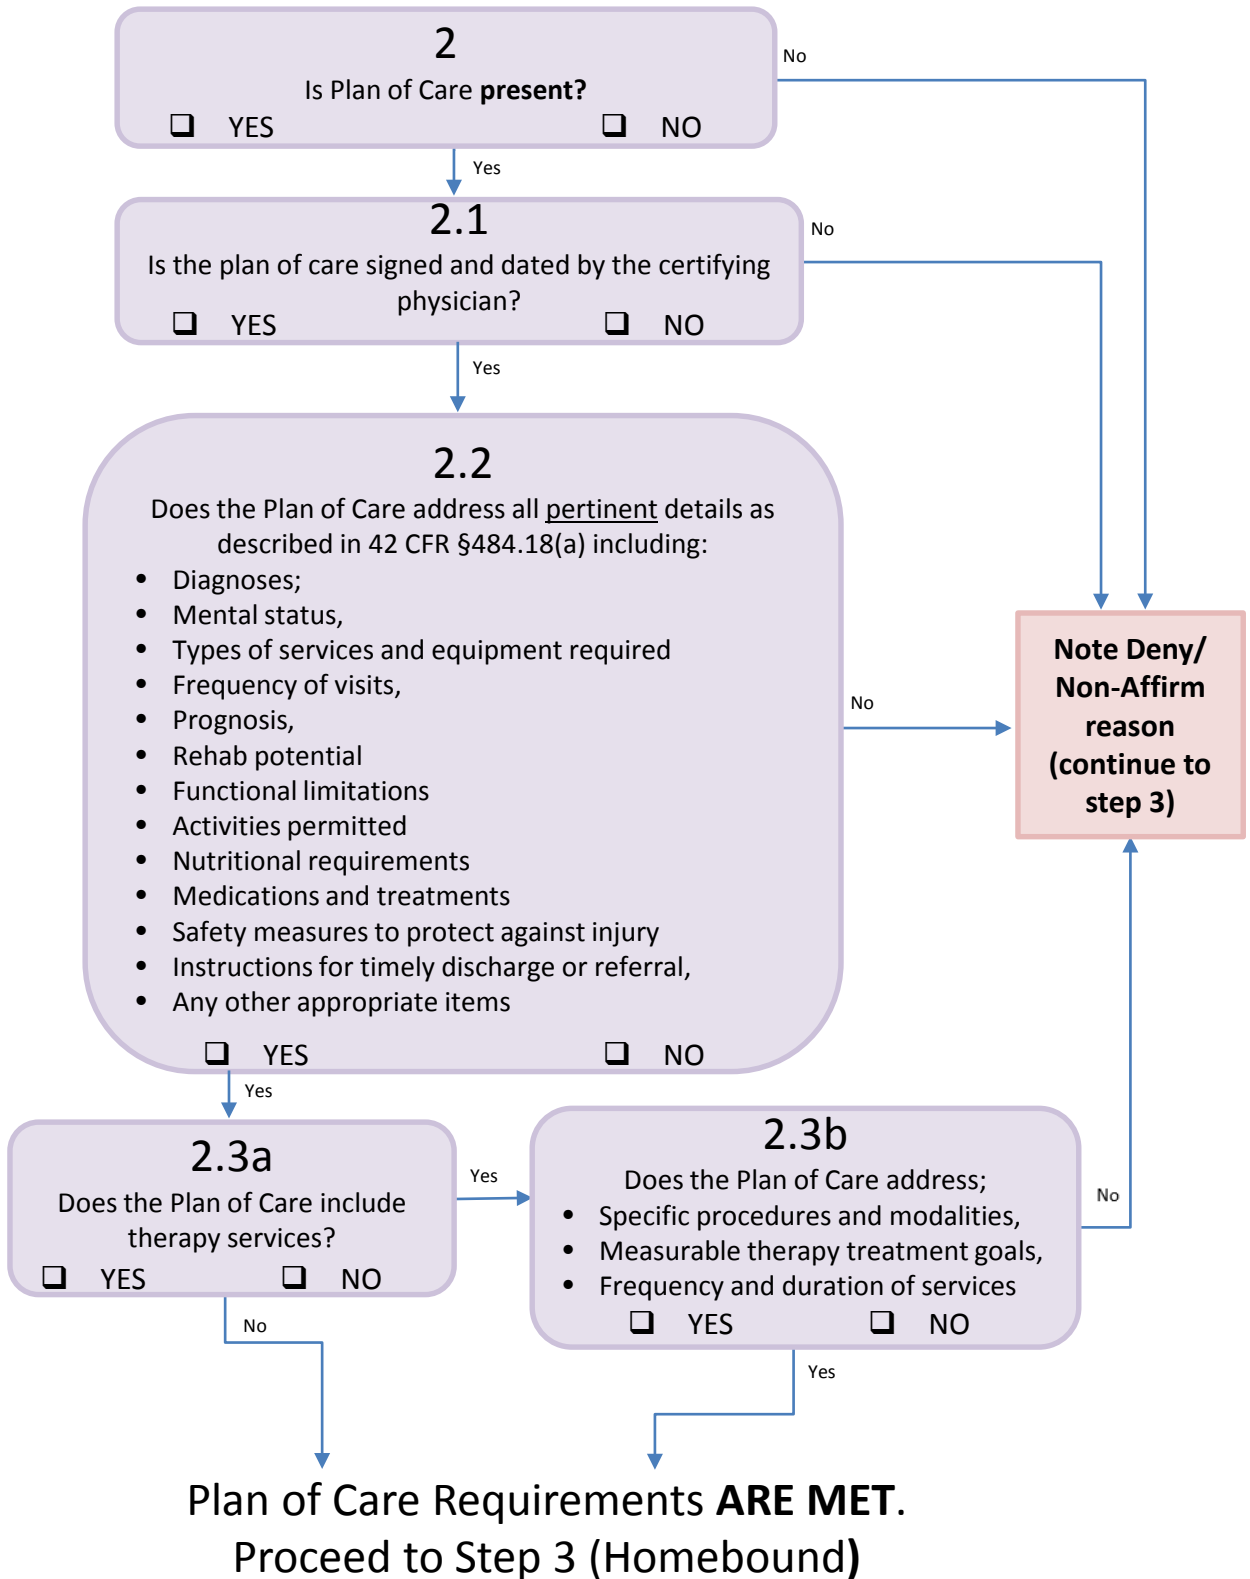 2
Is Plan of Care present?
❑ YES ❑ NO
No
Yes
2.1
Is the plan of care signed and dated by the certifying
physician?
❑ YES ❑ NO
No
Yes
2.2
Does the Plan of Care address all pertinent details as
described in 42 CFR §484.18(a) including:
• Diagnoses;
• Mental status,
• Types of services and equipment required
• Frequency of visits,
• Prognosis,
• Rehab potential
• Functional limitations
• Activities permitted
• Nutritional requirements
• Medications and treatments
• Safety measures to protect against injury
• Instructions for timely discharge or referral,
• Any other appropriate items
❑ YES ❑ NO
No
Note Deny/
Non-Affirm
reason
(continue to
step 3)
Yes
2.3a
Does the Plan of Care include
therapy services?
❑ YES ❑ NO
Yes
No
2.3b
Does the Plan of Care address;
• Specific procedures and modalities,
• Measurable therapy treatment goals,
• Frequency and duration of services
❑ YES ❑ NO
No
Yes
Plan of Care Requirements ARE MET.
Proceed to Step 3 (Homebound)